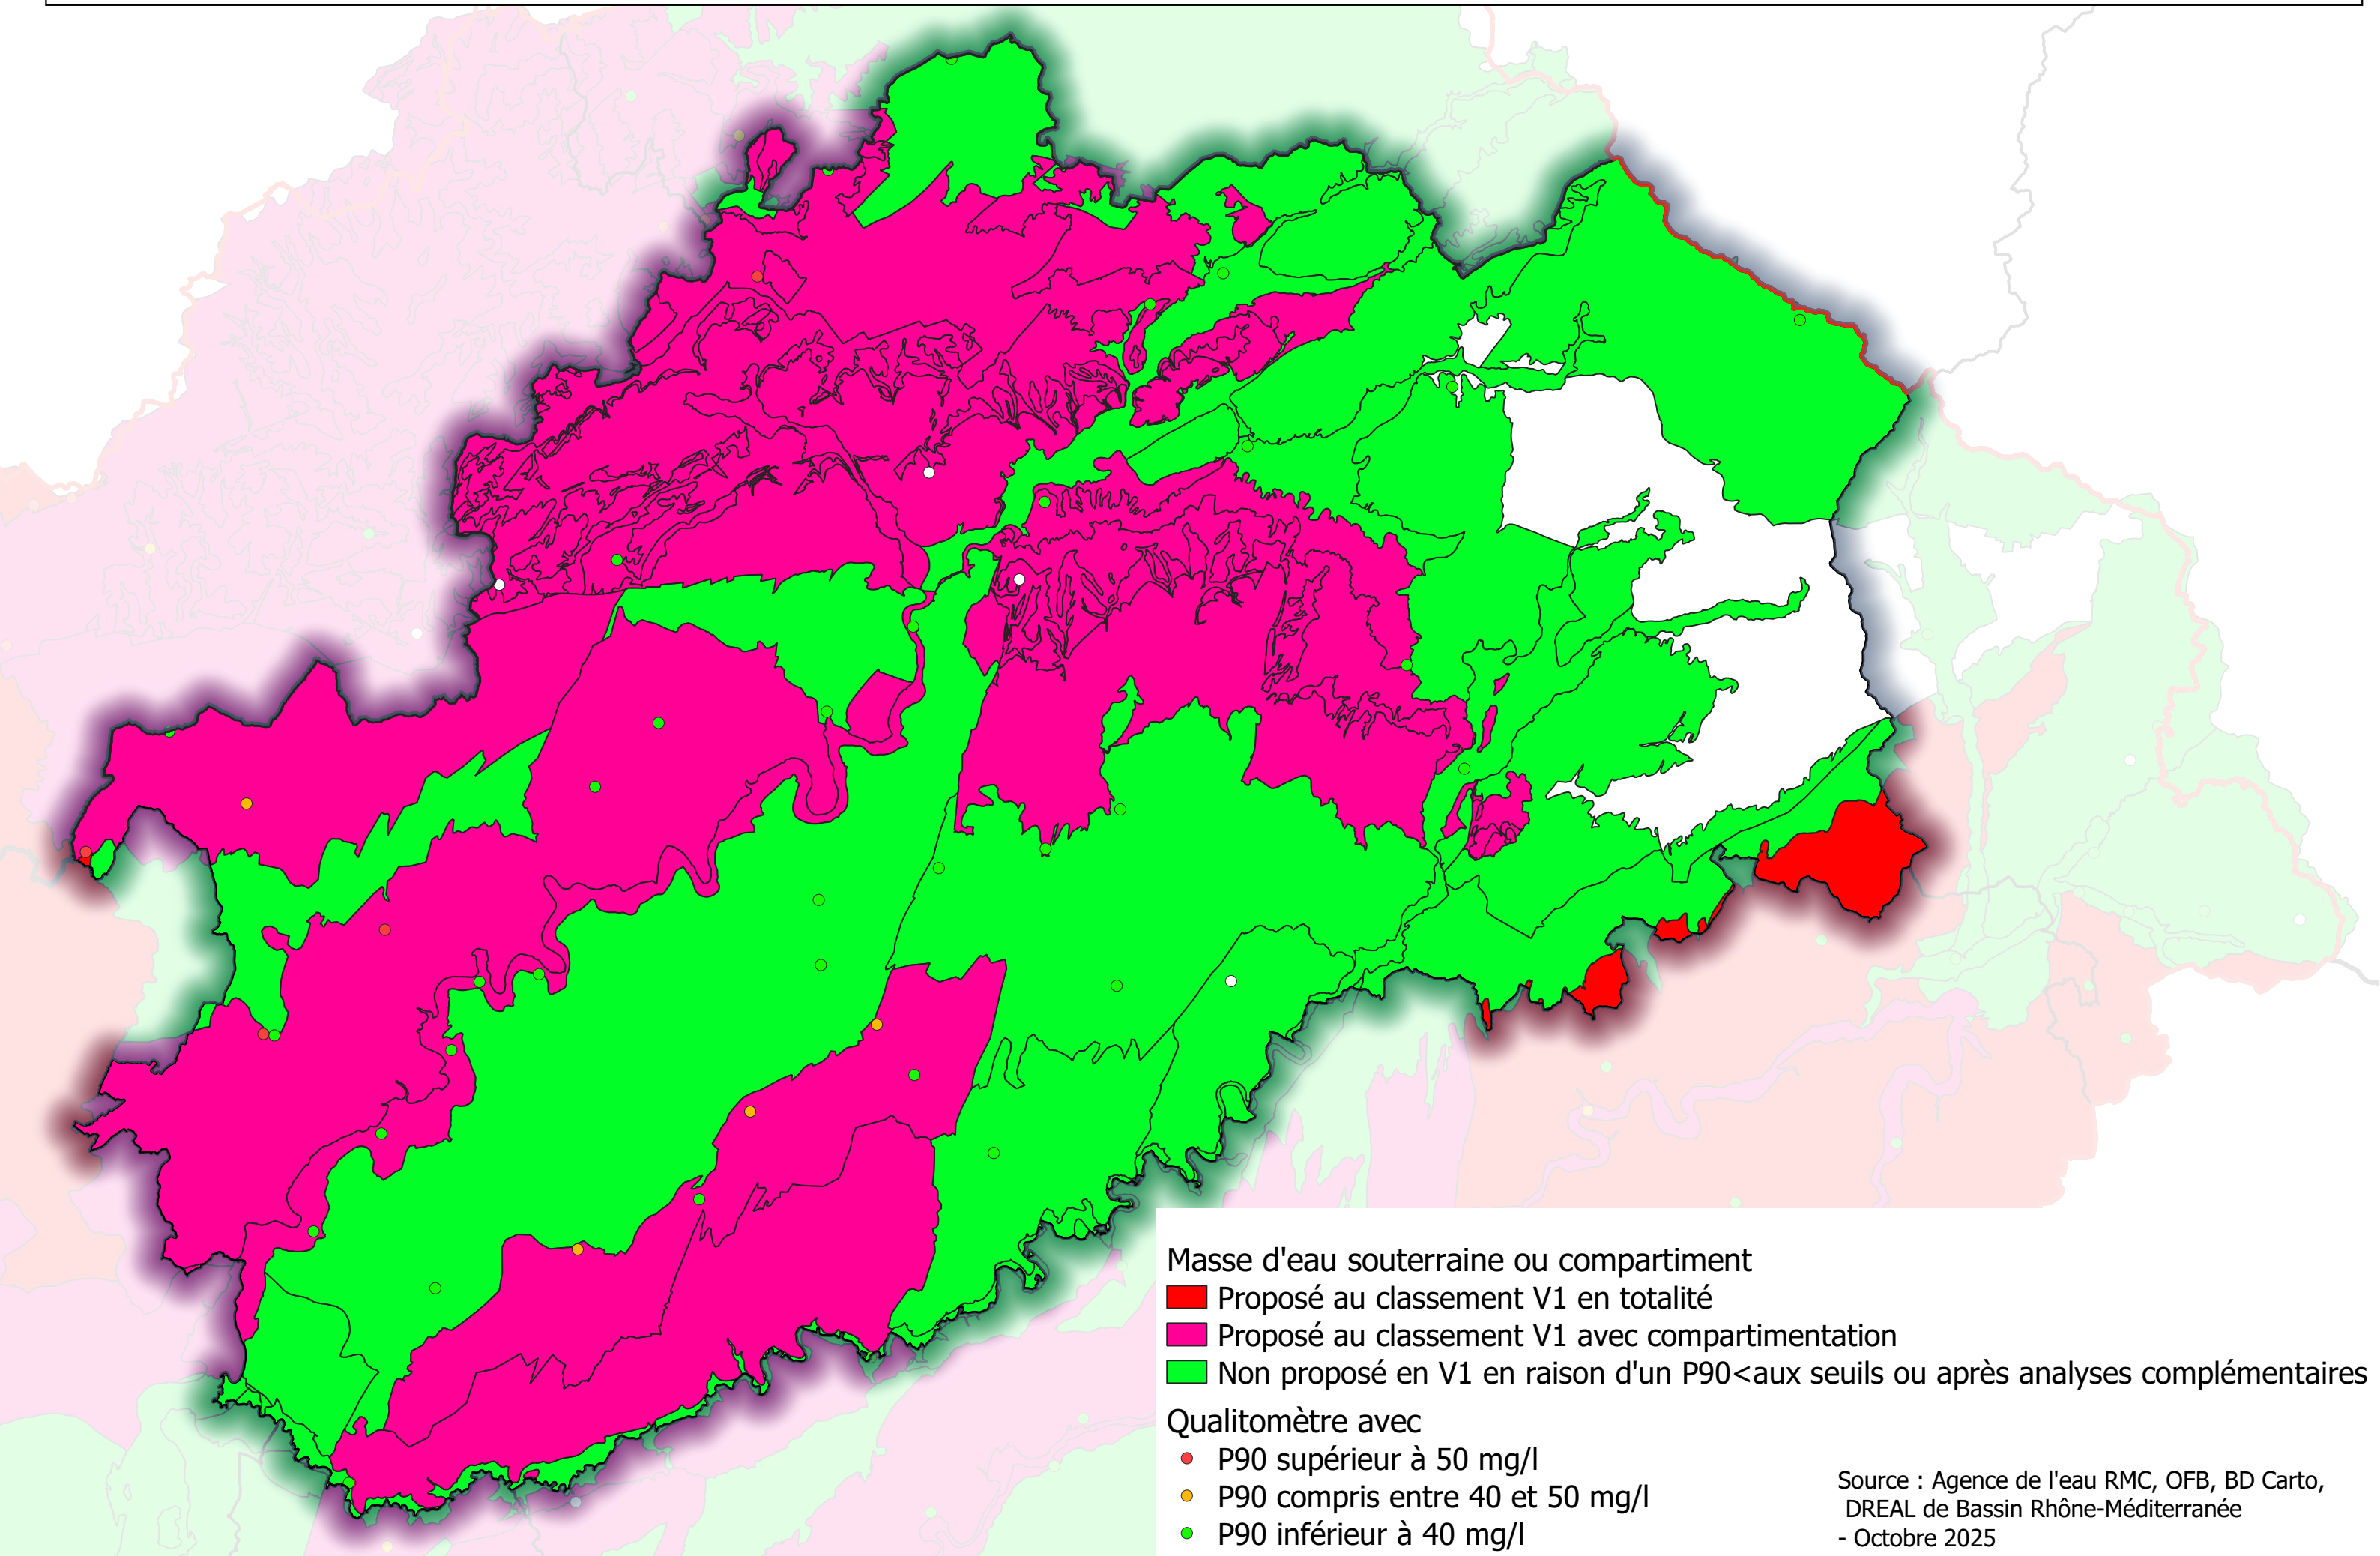 Masse d'eau souterraine ou compartiment
Proposé au classement V1 en totalité
Proposé au classement V1 avec compartimentation
Non proposé en V1 en raison d'un P90<aux seuils ou après analyses complémentaires
Qualitomètre avec
P90 supérieur à 50 mg/l
P90 compris entre 40 et 50 mg/l
P90 inférieur à 40 mg/l
Source : Agence de l'eau RMC, OFB, BD Carto,
DREAL de Bassin Rhône-Méditerranée
- Octobre 2025